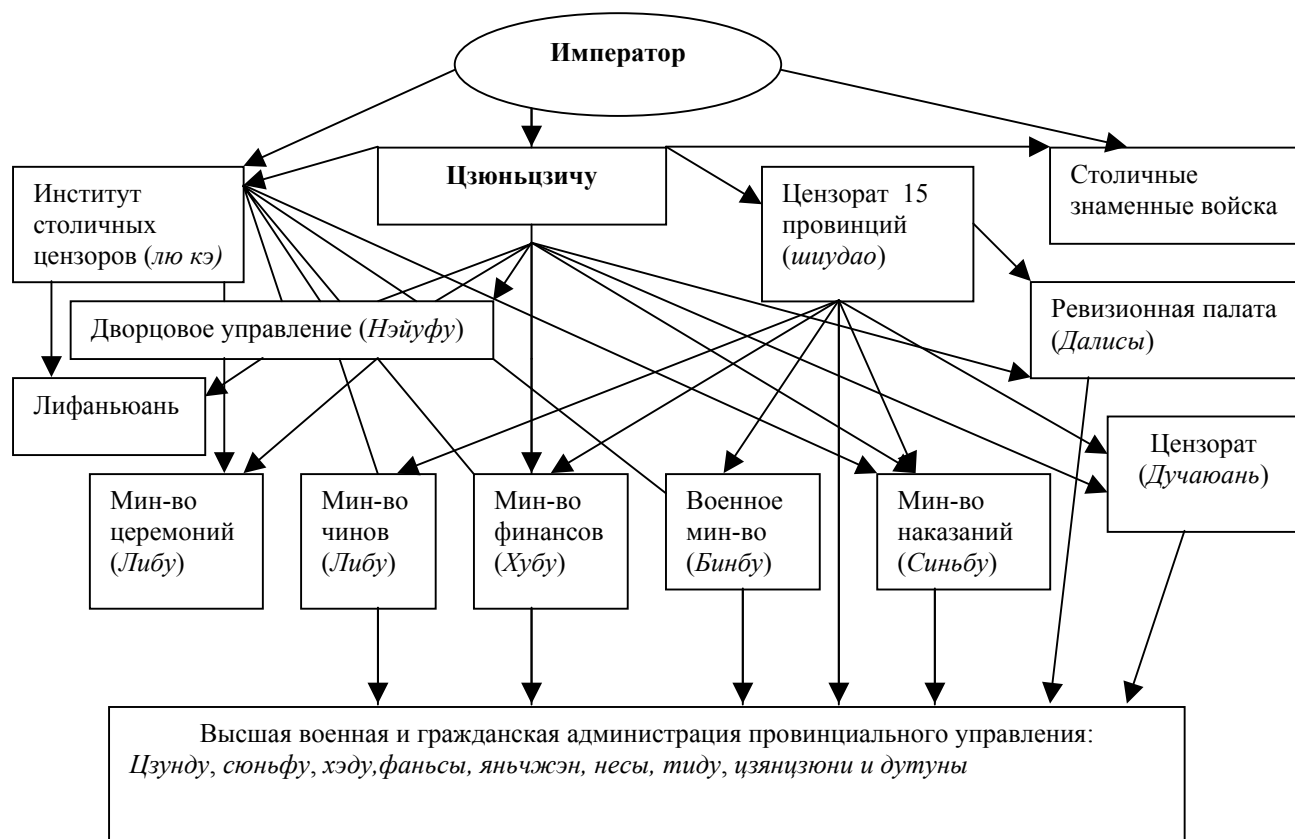 Император
Цзюньцзичу
Институт
столичных
цензоров (лю кэ)
Цензорат 15
провинций
(шиудао)
Столичные
знаменные войска
Дворцовое управление (Нэйуфу)
Ревизионная палата
(Далисы)
Лифаньюань
Цензорат
(Дучаюань)
Мин-во
церемоний
(Либу)
Мин-во
чинов
(Либу)
Мин-во
финансов
(Хубу)
Военное
мин-во
(Бинбу)
Мин-во
наказаний
(Синьбу)
Высшая военная и гражданская администрация провинциального управления:
Цзунду, сюньфу, хэду,фаньсы, яньчжэн, несы, тиду, цзянцзюни и дутуны